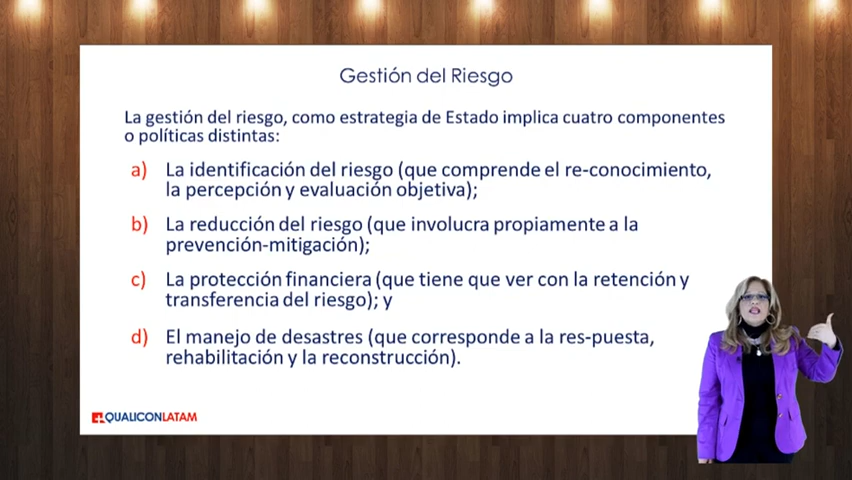 Gestión del Riesgo
La gestión del riesgo, como estrategia de Estado implica cuatro componentes
o políticas distintas:
a) La identificación del riesgo (que comprende el re-conocimiento,
la percepción y evaluación objetiva);
b) La reducción del riesgo (que involucra propiamente a la
prevención-mitigación);
c) La protección financiera (que tiene que ver con la retención y
transferencia del riesgo); y
d) El manejo de desastres (que corresponde a la res-puesta,
rehabilitación y la reconstrucción).
QUALICONLATAM